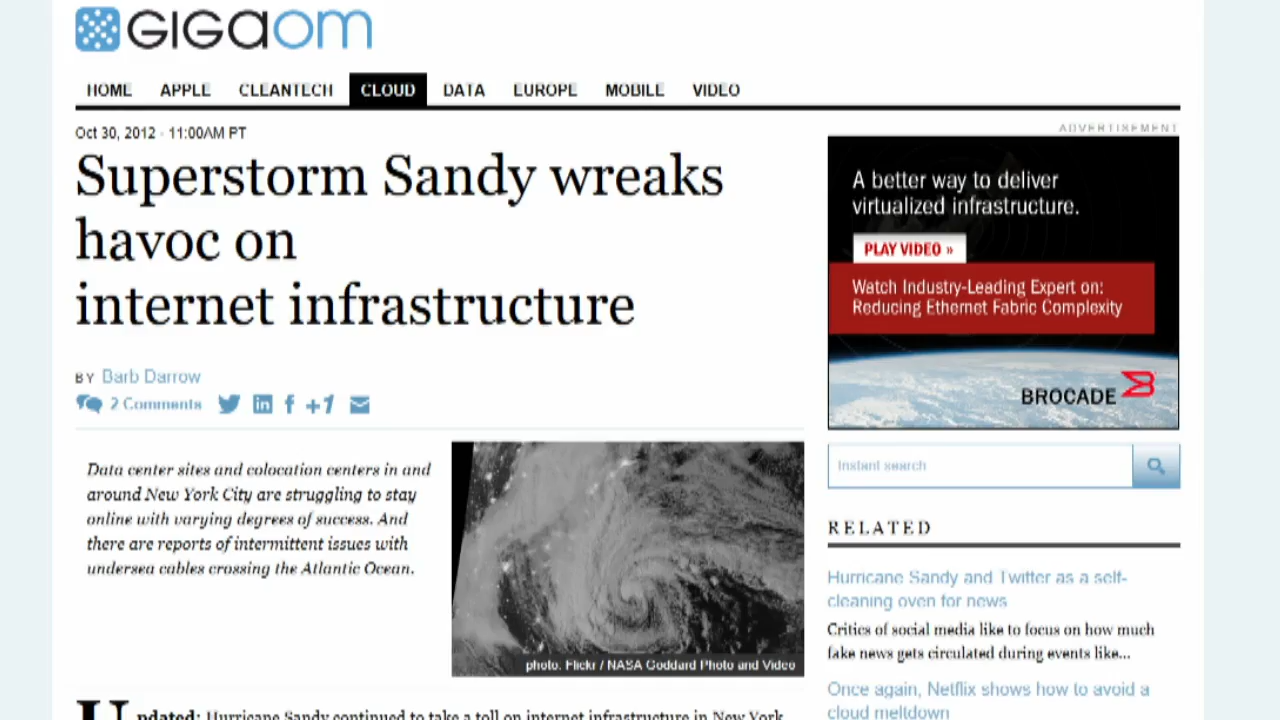 GIGAOM
HOME APPLE CLEANTECH CLOUD DATA EUROPE MOBILE VIDEO
Oct 30, 2012 · 11:00AM PT
Superstorm Sandy wreaks
havoc on
internet infrastructure
BY Barb Darrow
2 Comments
+1
Data center sites and colocation centers in and
around New York City are struggling to stay
online with varying degrees of success. And
there are reports of intermittent issues with
undersea cables crossing the Atlantic Ocean.
photo: Flickr / NASA Goddard Photo and Video
Updated: Hurricane Sandy continued to take a toll on internet infrastructure in New York
ADVERTISEMENT
A better way to deliver
virtualized infrastructure.
PLAY VIDEO »
Watch Industry-Leading Expert on:
Reducing Ethernet Fabric Complexity
BROCADE
Instant search
RELATED
Hurricane Sandy and Twitter as a self-
cleaning oven for news
Critics of social media like to focus on how much
fake news gets circulated during events like...
Once again, Netflix shows how to avoid a
cloud meltdown